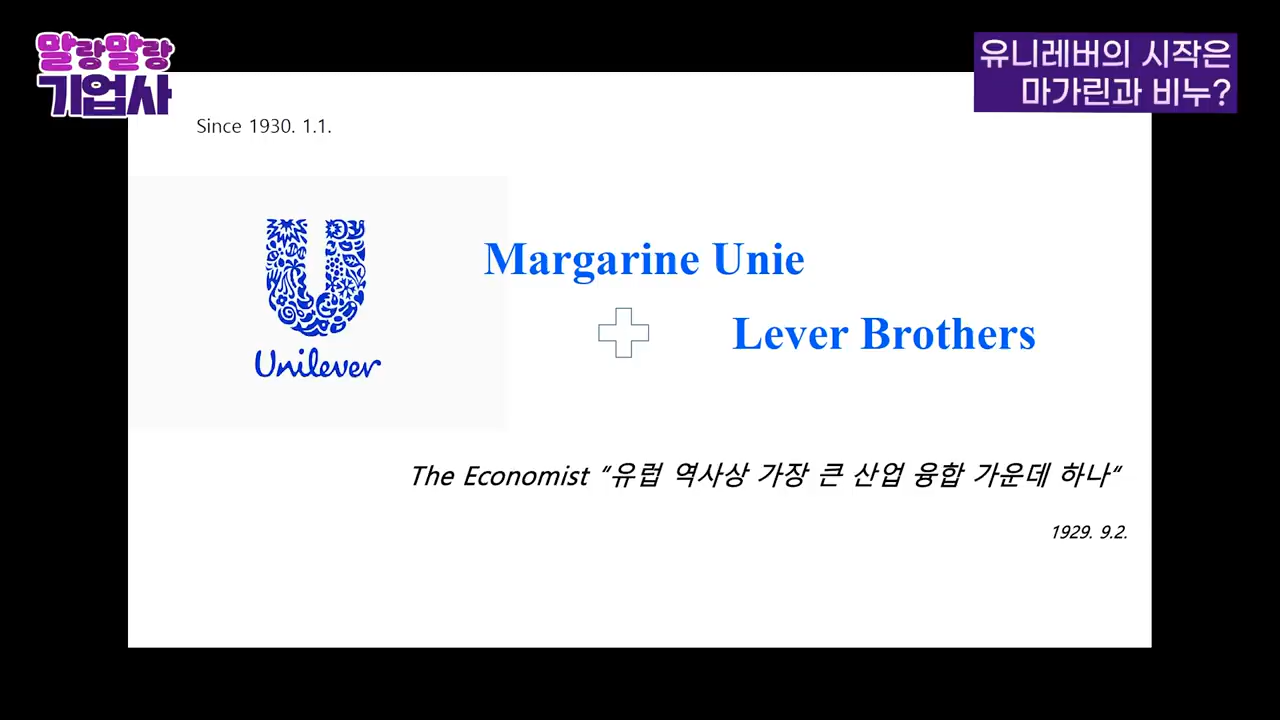 말랑말랑
기업사
유니레버의 시작은
마가린과 비누?
Since 1930. 1.1.
Unilever
Margarine Unie
Lever Brothers
The Economist “유럽 역사상 가장 큰 산업 융합 가운데 하나“
1929. 9.2.